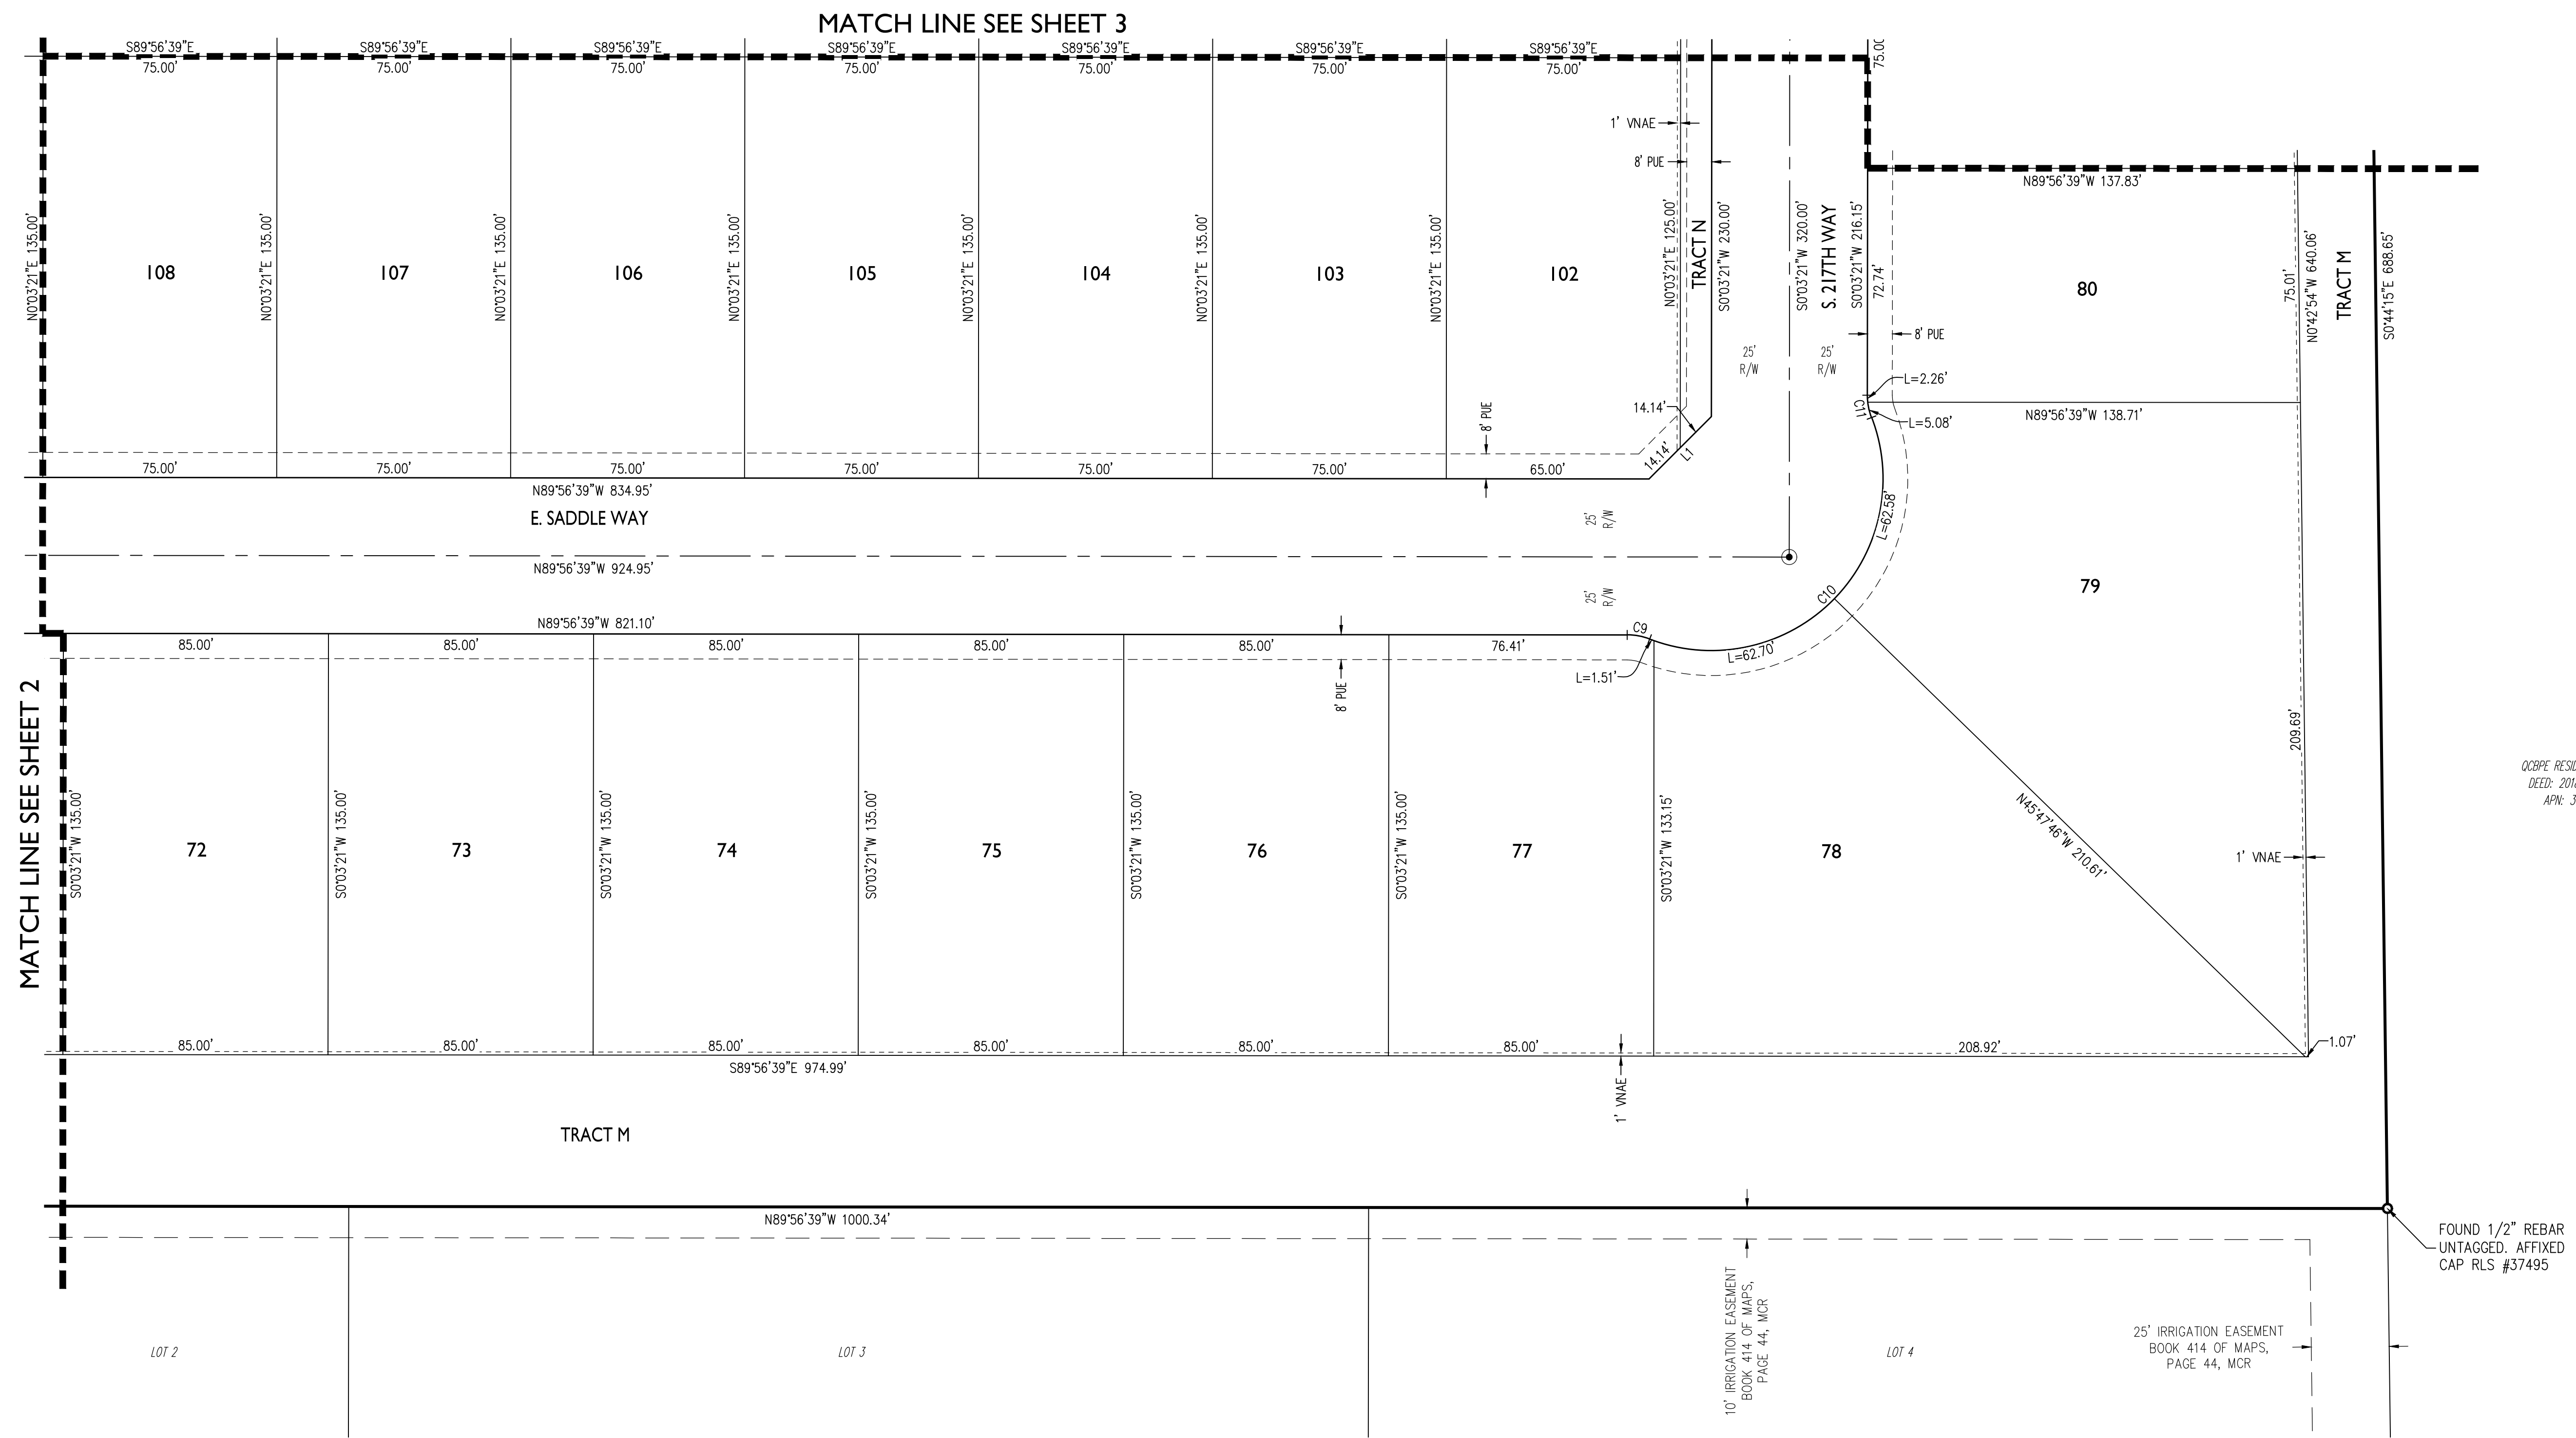 MATCH LINE SEE SHEET 3
S89°56'39"E
S89°56'39"E
S89°56'39"E
S89°56'39"E
S89°56'39"E
S89°56'39"E
S89°56'39"E
75.00'
75.00'
75.00'
75.00'
75.00'
75.00'
75.00'
75.00
1' VNAE
8' PUE
N89°56'39"W 137.83'
N0°03'21"E 135.00'
N0°03'21"E 135.00'
N0°03'21"E 135.00'
N0°03'21"E 135.00'
N0°03'21"E 135.00'
N0°03'21"E 135.00'
N0°03'21"E 135.00'
N0°03'21"E 125.00'
TRACT N
S0°03'21"W 230.00'
S0°03'21"W 320.00'
S. 217TH WAY
S0°03'21"W 216.15'
72.74'
75.01'
N0°42'54"W 640.06'
TRACT M
S0°44'15"E 688.65'
108
107
106
105
104
103
102
80
8' PUE
25'
R/W
25'
R/W
L=2.26'
C11
L=5.08'
N89°56'39"W 138.71'
14.14'
8' PUE
14.14'
L1
75.00'
75.00'
75.00'
75.00'
75.00'
75.00'
65.00'
N89°56'39"W 834.95'
E. SADDLE WAY
25'
R/W
L=62.58'
N89°56'39"W 924.95'
25'
R/W
C10
79
N89°56'39"W 821.10'
C9
85.00'
85.00'
85.00'
85.00'
85.00'
76.41'
L=62.70'
L=1.51'
8' PUE
MATCH LINE SEE SHEET 2
209.69'
QCBPE RESI
DEED: 201
APN: 3
S0°03'21"W 135.00'
S0°03'21"W 135.00'
S0°03'21"W 135.00'
S0°03'21"W 135.00'
S0°03'21"W 135.00'
S0°03'21"W 135.00'
S0°03'21"W 133.15'
N45°47'46"W 210.61'
72
73
74
75
76
77
78
1' VNAE
85.00'
85.00'
85.00'
85.00'
85.00'
85.00'
208.92'
1.07'
S89°56'39"E 974.99'
1' VNAE
TRACT M
N89°56'39"W 1000.34'
FOUND 1/2" REBAR
UNTAGGED. AFFIXED
CAP RLS #37495
10' IRRIGATION EASEMENT
BOOK 414 OF MAPS,
PAGE 44, MCR
25' IRRIGATION EASEMENT
BOOK 414 OF MAPS,
PAGE 44, MCR
LOT 2
LOT 3
LOT 4